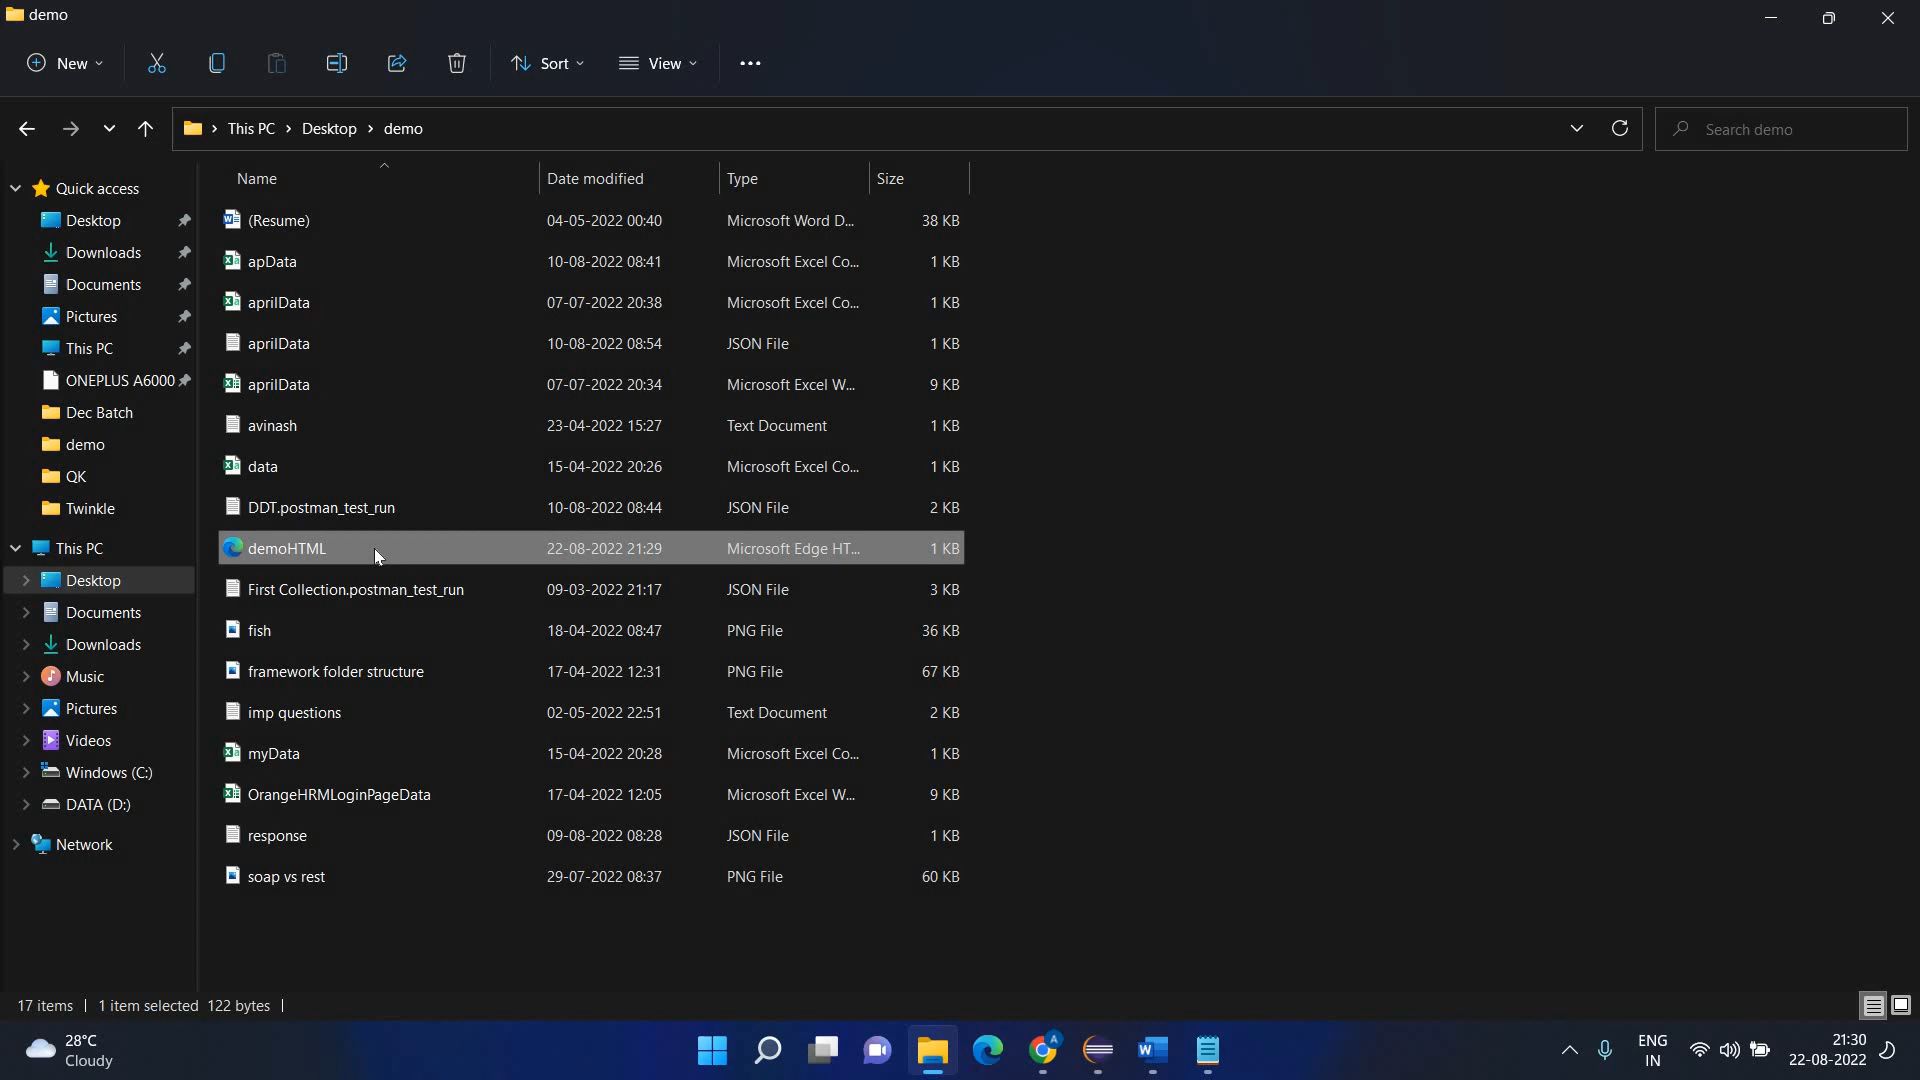 demo
New
Sort
View
This PC > Desktop > demo
Search demo
Name Date modified Type Size
Quick access
Desktop
Downloads
Documents
Pictures
This PC
ONEPLUS A6000
Dec Batch
demo
QK
Twinkle
This PC
Desktop
Documents
Downloads
Music
Pictures
Videos
Windows (C:)
DATA (D:)
Network
(Resume) 04-05-2022 00:40 Microsoft Word D... 38 KB
apData 10-08-2022 08:41 Microsoft Excel Co... 1 KB
aprilData 07-07-2022 20:38 Microsoft Excel Co... 1 KB
aprilData 10-08-2022 08:54 JSON File 1 KB
aprilData 07-07-2022 20:34 Microsoft Excel W... 9 KB
avinash 23-04-2022 15:27 Text Document 1 KB
data 15-04-2022 20:26 Microsoft Excel Co... 1 KB
DDT.postman_test_run 10-08-2022 08:44 JSON File 2 KB
demoHTML 22-08-2022 21:29 Microsoft Edge HT... 1 KB
First Collection.postman_test_run 09-03-2022 21:17 JSON File 3 KB
fish 18-04-2022 08:47 PNG File 36 KB
framework folder structure 17-04-2022 12:31 PNG File 67 KB
imp questions 02-05-2022 22:51 Text Document 2 KB
myData 15-04-2022 20:28 Microsoft Excel Co... 1 KB
OrangeHRMLoginPageData 17-04-2022 12:05 Microsoft Excel W... 9 KB
response 09-08-2022 08:28 JSON File 1 KB
soap vs rest 29-07-2022 08:37 PNG File 60 KB
17 items 1 item selected 122 bytes
28°C
Cloudy
A
W
ENG
IN
21:30
22-08-2022